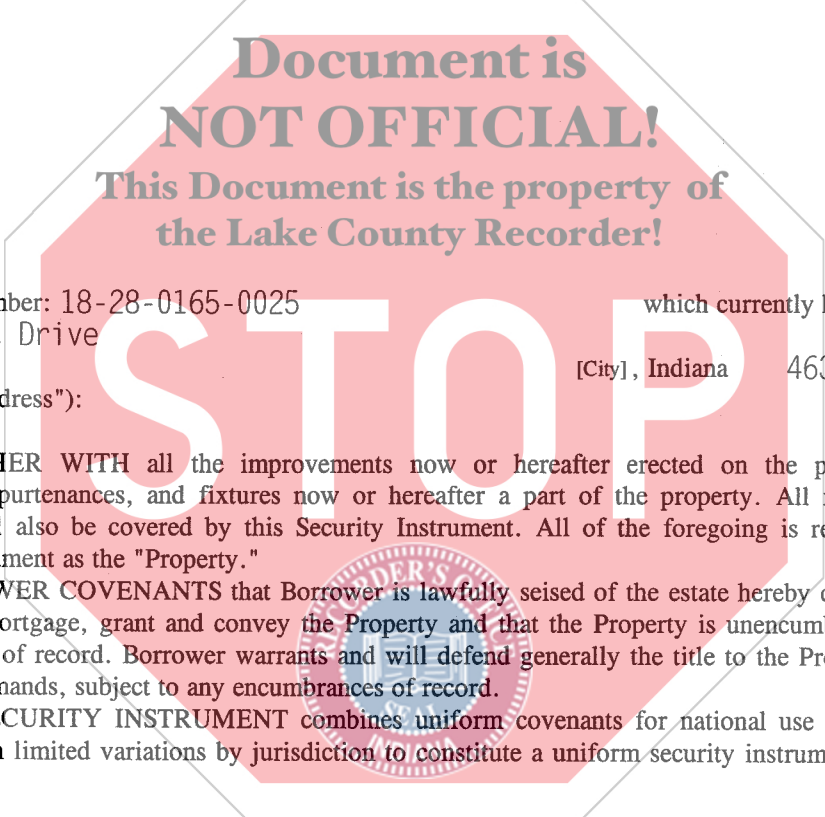 Document is
NOT OFFICIAL!
This Document is the property of
the Lake County Recorder!
STOP
nber: 18-28-0165-0025 which currently
Drive
[City], Indiana 463
dress"):
HER WITH all the improvements now or hereafter erected on the p
purtenances, and fixtures now or hereafter a part of the property. All
also be covered by this Security Instrument. All of the foregoing is re
ment as the "Property."
WER COVENANTS that Borrower is lawfully seised of the estate hereby
ortgage, grant and convey the Property and that the Property is unencumb
of record. Borrower warrants and will defend generally the title to the Pro
mands, subject to any encumbrances of record.
CURITY INSTRUMENT combines uniform covenants for national use
limited variations by jurisdiction to constitute a uniform security instrum
SEAL